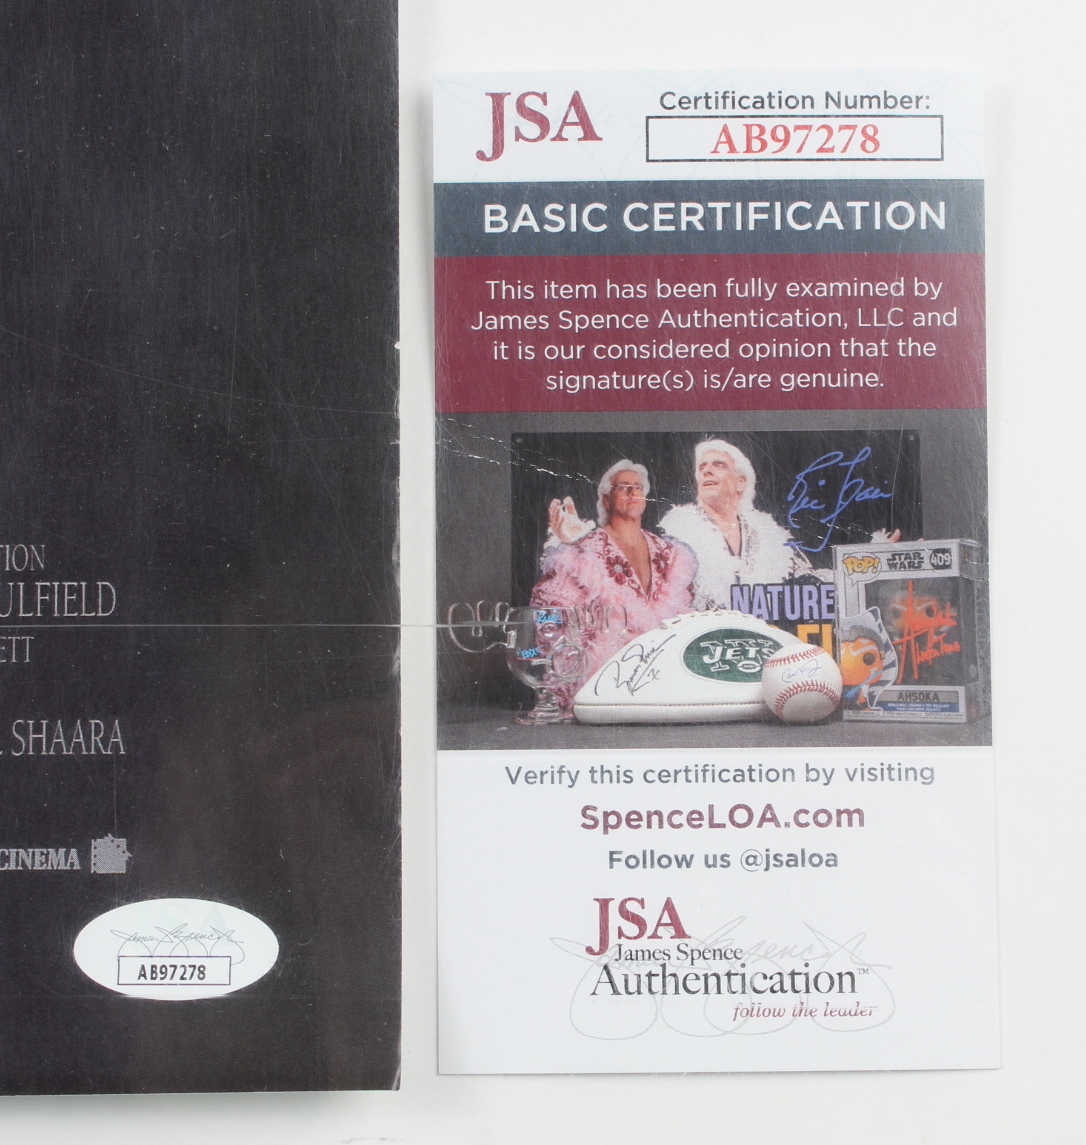 TION
ULFIELD
ETT
. SHAARA
CINEMA
AB97278
JSA
Certification Number:
AB97278
BASIC CERTIFICATION
This item has been fully examined by
James Spence Authentication, LLC and
it is our considered opinion that the
signature(s) is/are genuine.
NATURE
POP!
STAR
WARS
409
JETS
AHSOKA
Verify this certification by visiting
SpenceLOA.com
Follow us @jsaloa
JSA
James Spence
Authentication™
follow the leader